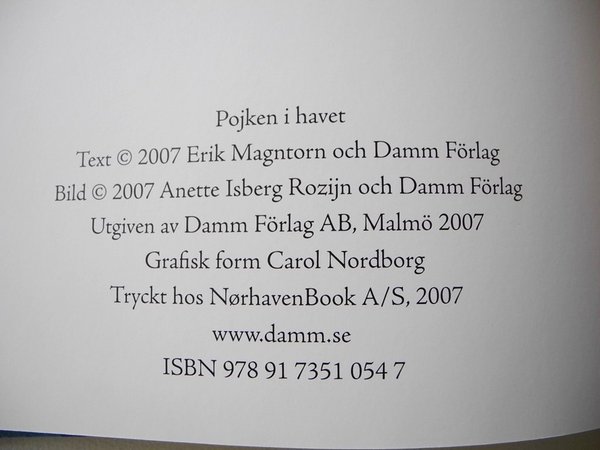 Pojken i havet
Text © 2007 Erik Magntorn och Damm Förlag
Bild © 2007 Anette Isberg Rozijn och Damm Förlag
Utgiven av Damm Förlag AB, Malmö 2007
Grafisk form Carol Nordborg
Tryckt hos NørhavenBook A/S, 2007
www.damm.se
ISBN 978 91 7351 054 7